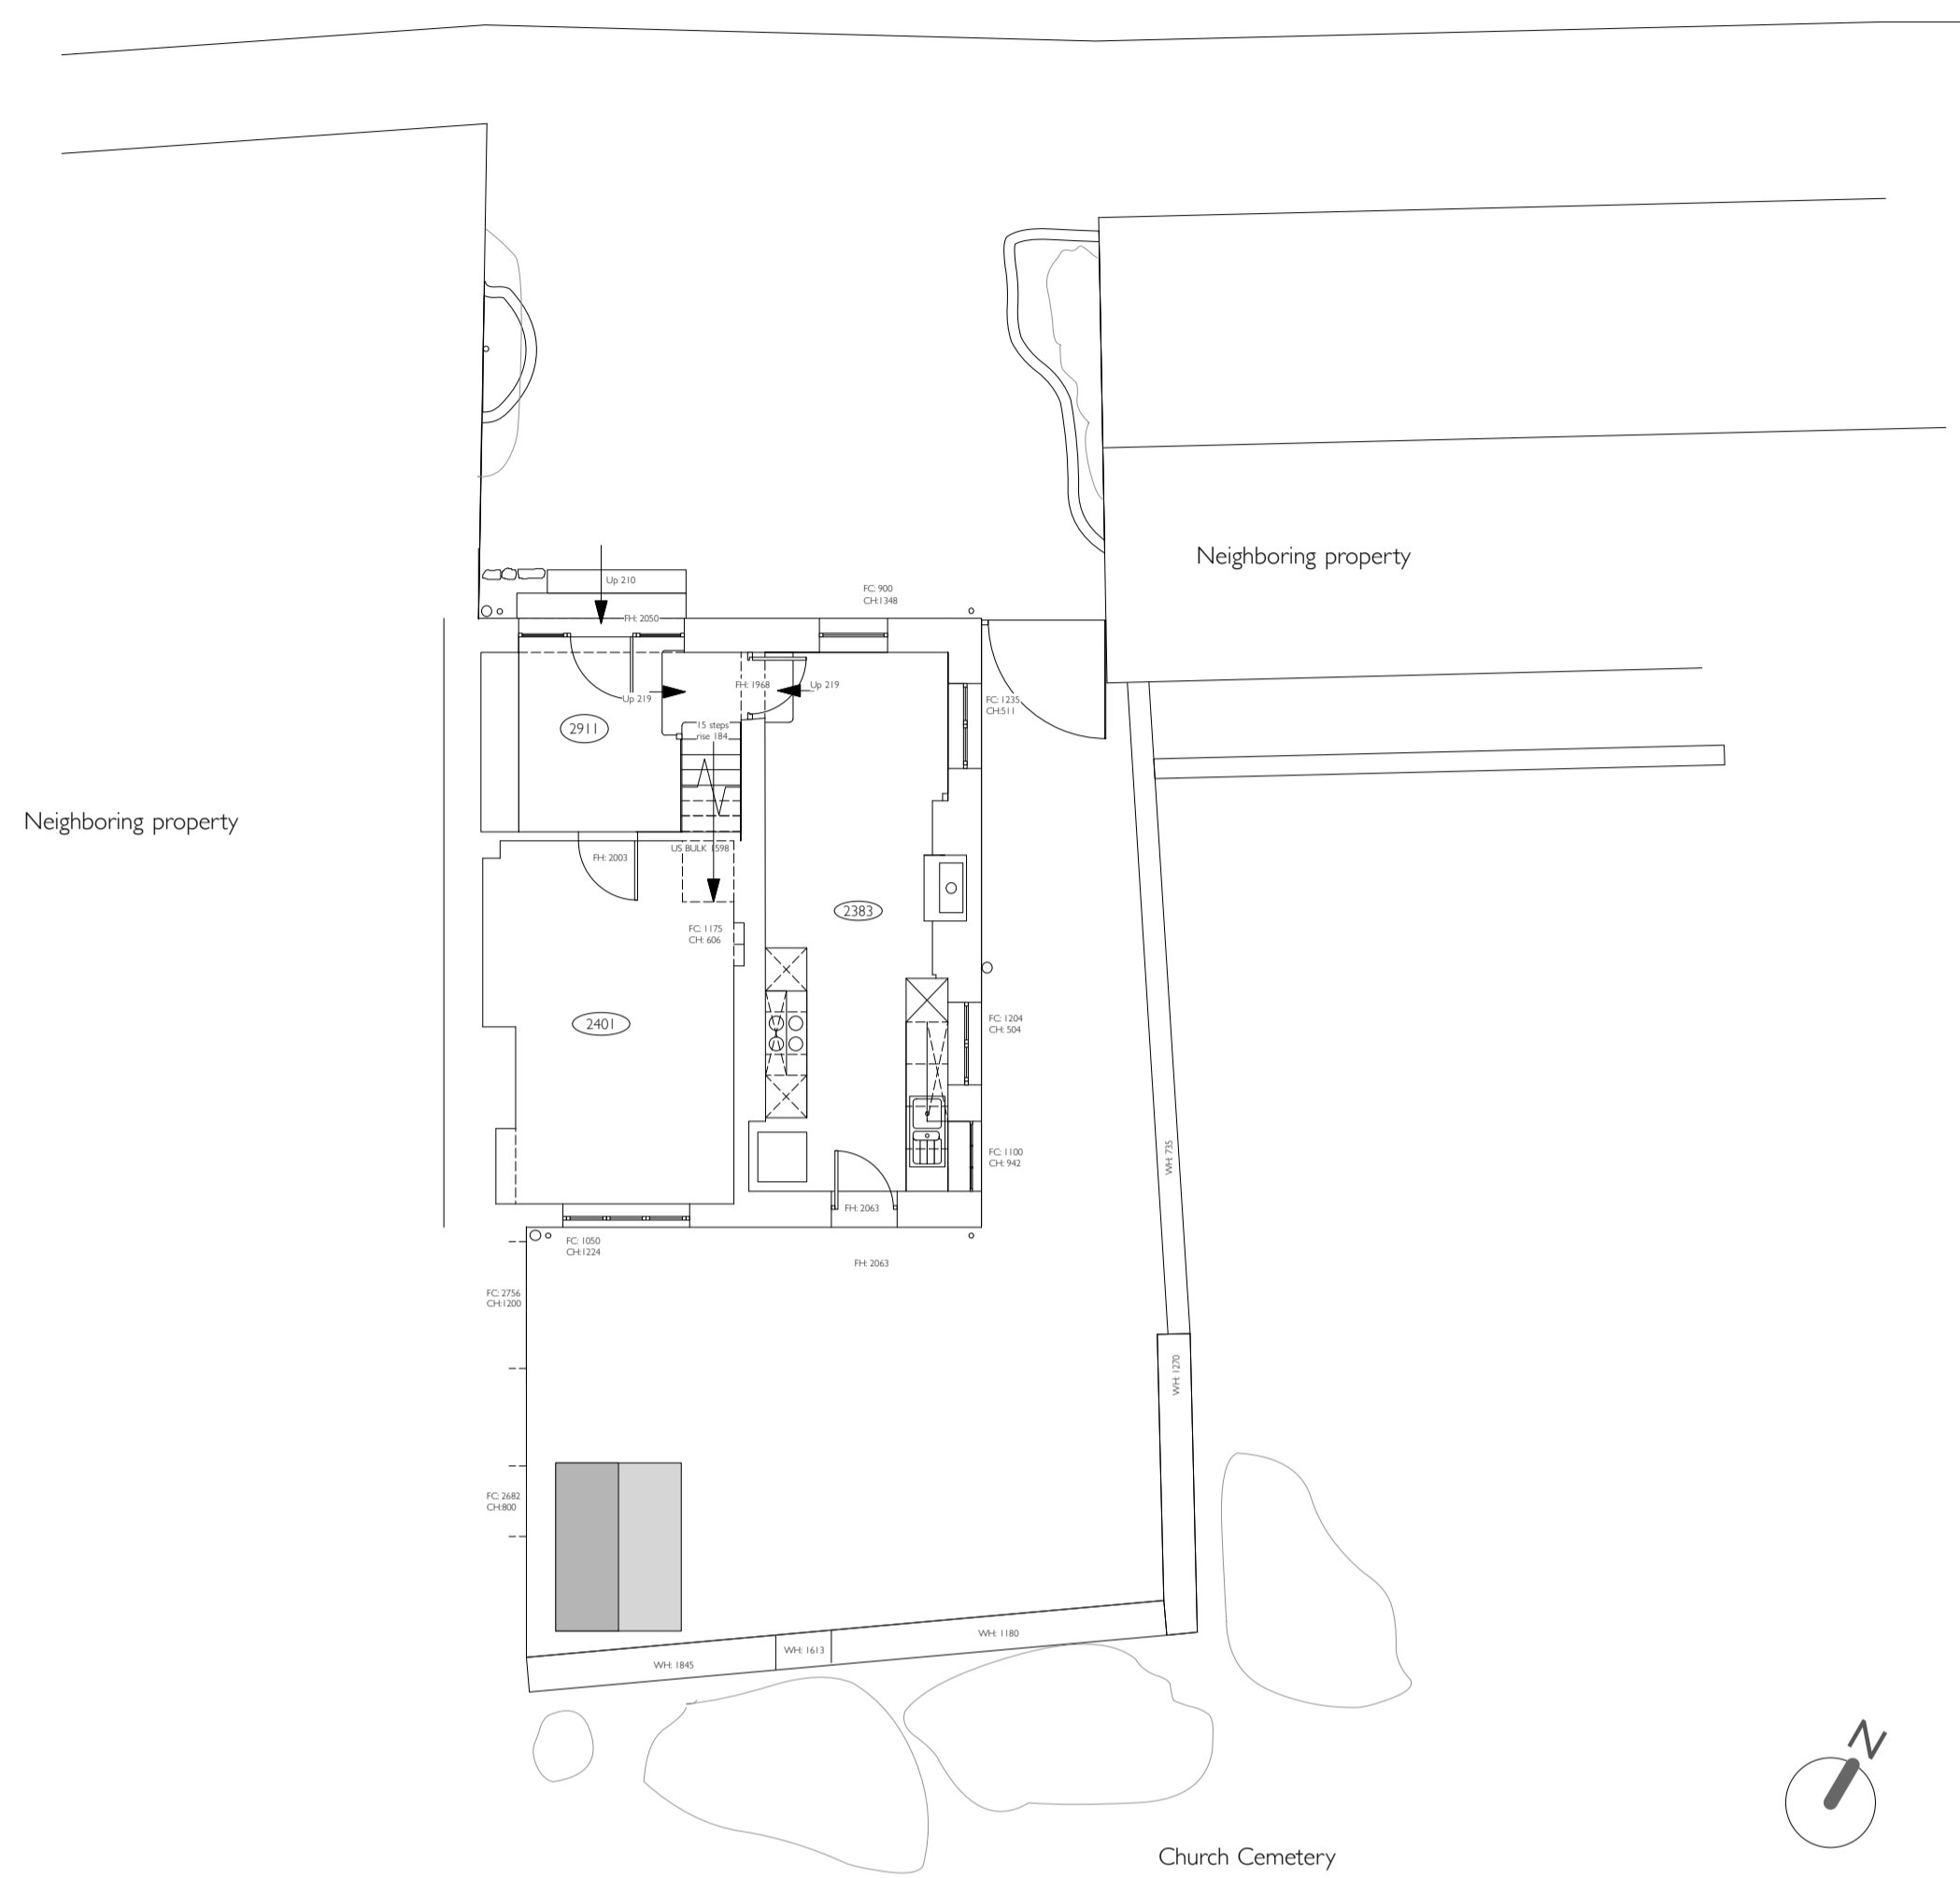 Neighboring property
Up 210
FC: 900
CH:1348
FH: 2050
FH: 1968
Up 219
Up 219
FC: 1235
CH:511
2911
15 steps
rise 184
Neighboring property
US BULK 1598
FH: 2003
2383
FC: 1175
CH: 606
2401
FC: 1204
CH: 504
FC: 1100
CH: 942
WH: 735
FH: 2063
FC: 1050
CH:1224
FH: 2063
FC: 2756
CH:1200
WH: 1270
FC: 2682
CH:800
WH: 1180
WH: 1613
WH: 1845
N
Church Cemetery